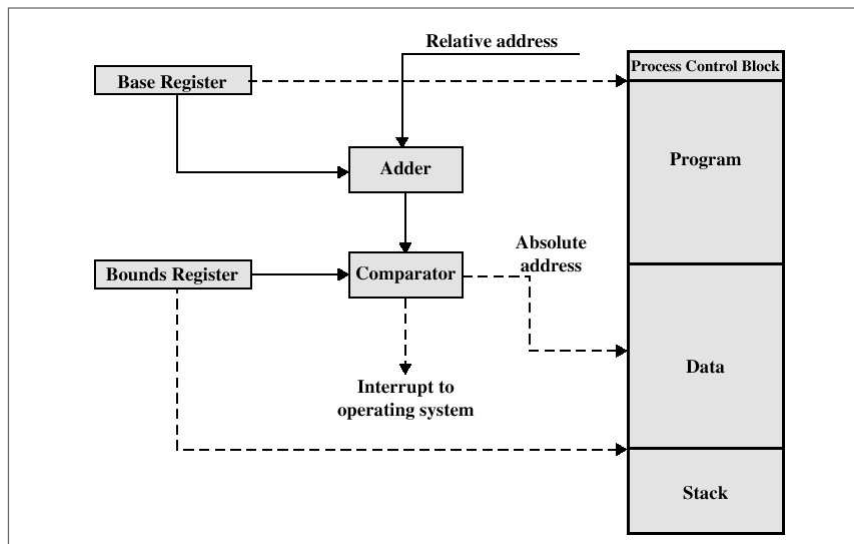 Relative address
Process Control Block
Base Register
Program
Adder
Absolute
address
Bounds Register
Comparator
Data
Interrupt to
operating system
Stack